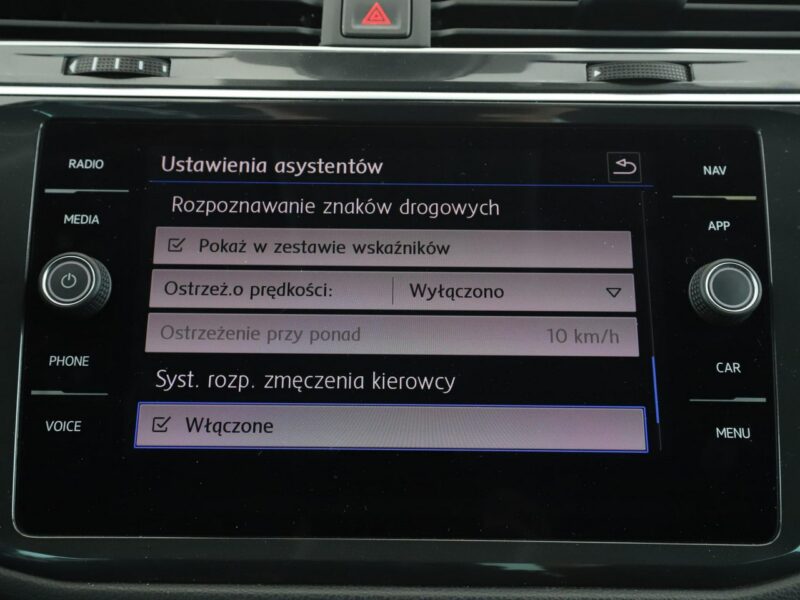 RADIO
MEDIA
PHONE
VOICE
Ustawienia asystentów
Rozpoznawanie znaków drogowych
Pokaż w zestawie wskaźników
Ostrzeż.o prędkości: Wyłączono
Ostrzeżenie przy ponad 10 km/h
Syst. rozp. zmęczenia kierowcy
Włączone
NAV
APP
CAR
MENU